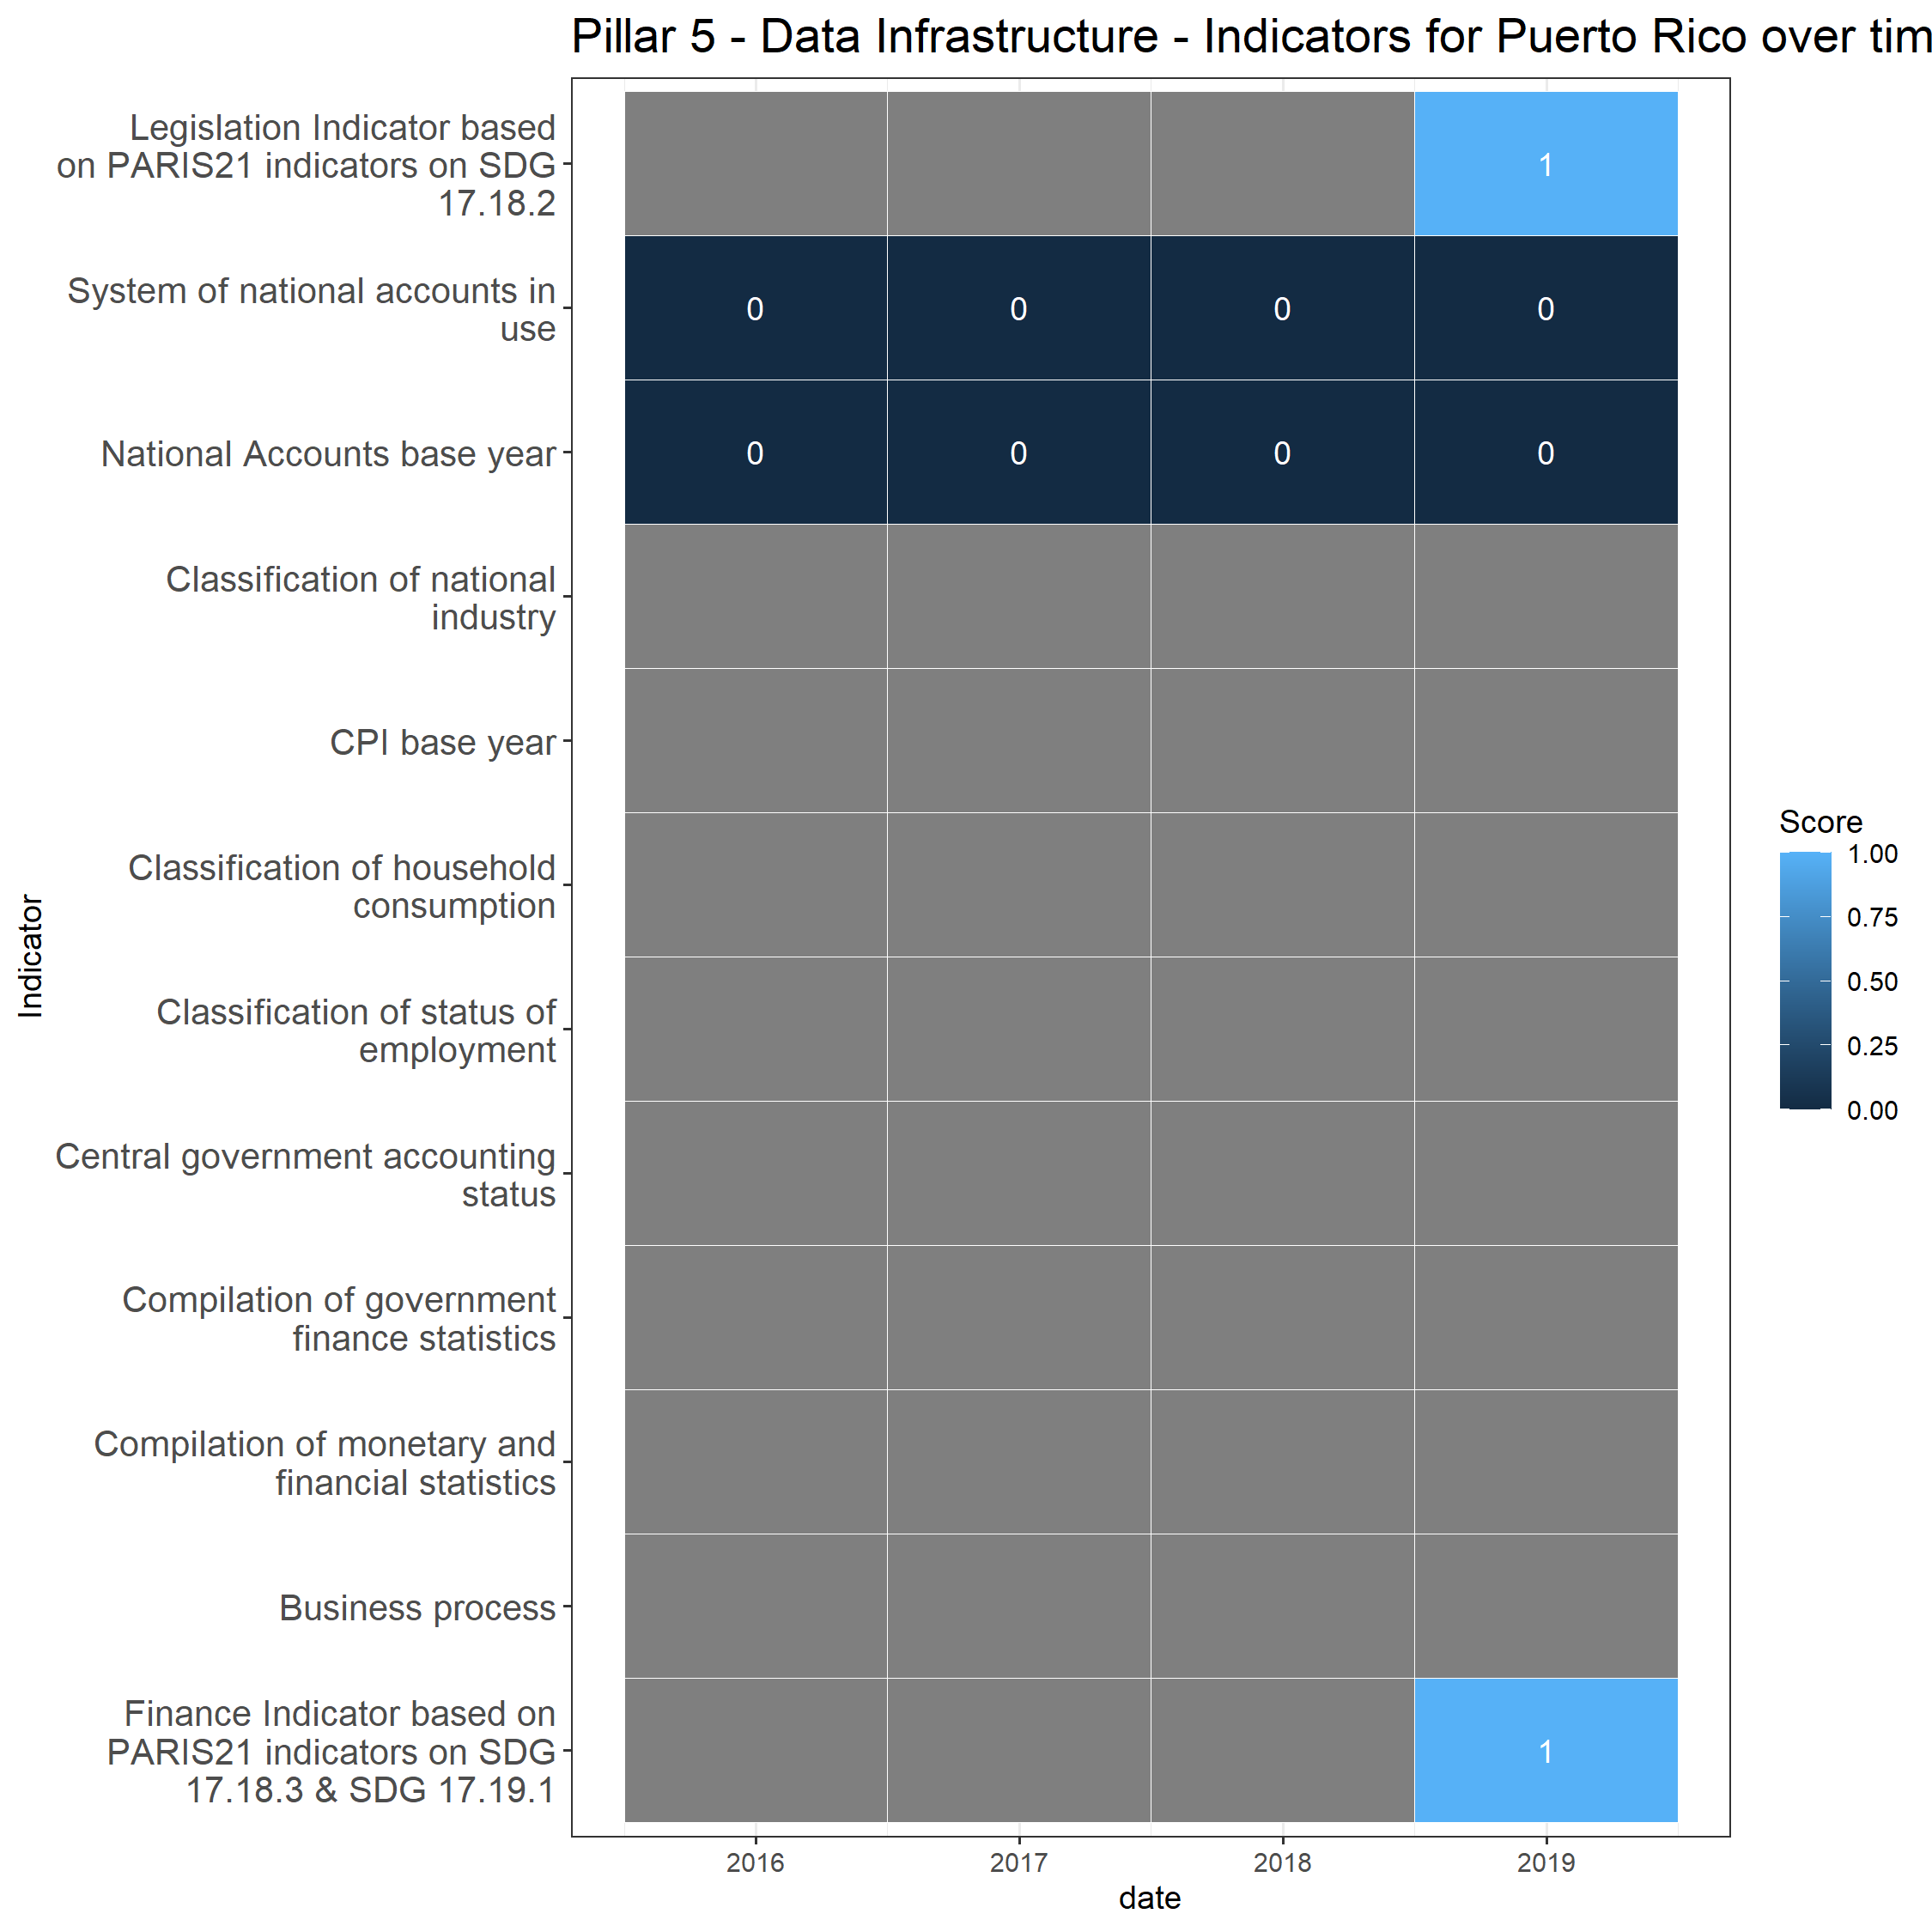 Pillar 5 - Data Infrastructure - Indicators for Puerto Rico over tim
Legislation Indicator based
on PARIS21 indicators on SDG
17.18.2
1
System of national accounts in
use
0 0 0 0
National Accounts base year
0 0 0 0
Classification of national
industry
CPI base year
Classification of household
consumption
Classification of status of
employment
Central government accounting
status
Compilation of government
finance statistics
Compilation of monetary and
financial statistics
Business process
Finance Indicator based on
PARIS21 indicators on SDG
17.18.3 & SDG 17.19.1
1
Indicator
2016 2017 2018 2019
date
Score
1.00
0.75
0.50
0.25
0.00